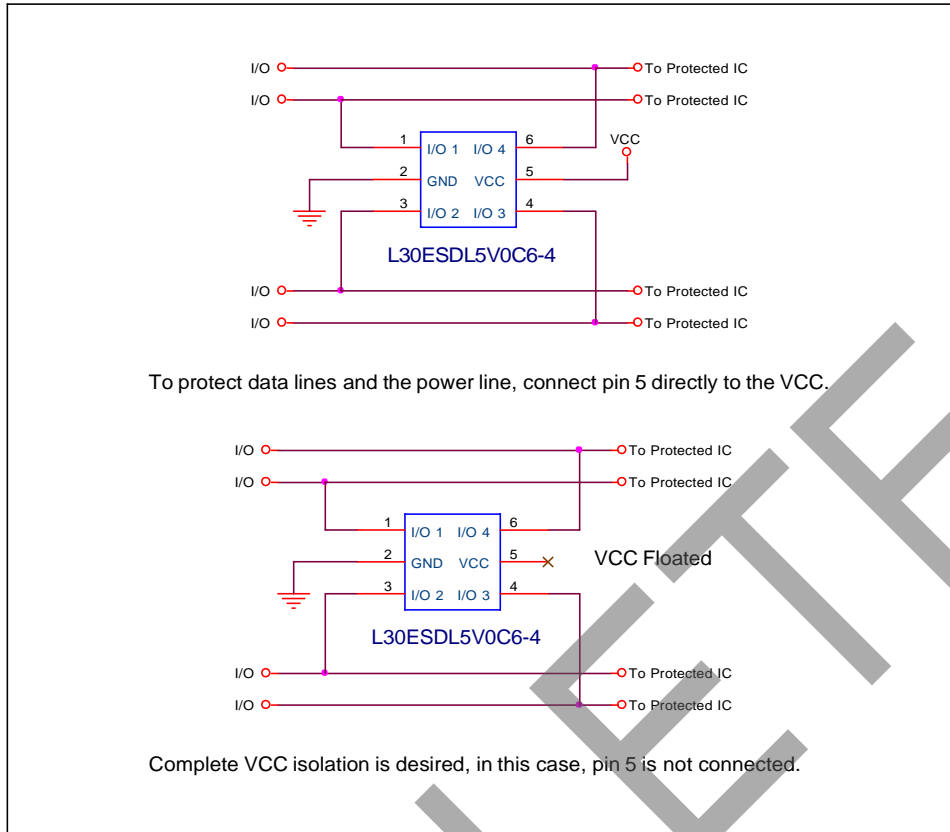 I/O To Protected IC
I/O To Protected IC
VCC
1 I/O 1 I/O 4 6
2 GND VCC 5
3 I/O 2 I/O 3 4
L30ESDL5V0C6-4
I/O To Protected IC
I/O To Protected IC
To protect data lines and the power line, connect pin 5 directly to the VCC.
I/O To Protected IC
I/O To Protected IC
1 I/O 1 I/O 4 6
2 GND VCC 5 VCC Floated
3 I/O 2 I/O 3 4
L30ESDL5V0C6-4
I/O To Protected IC
I/O To Protected IC
Complete VCC isolation is desired, in this case, pin 5 is not connected.
LETE